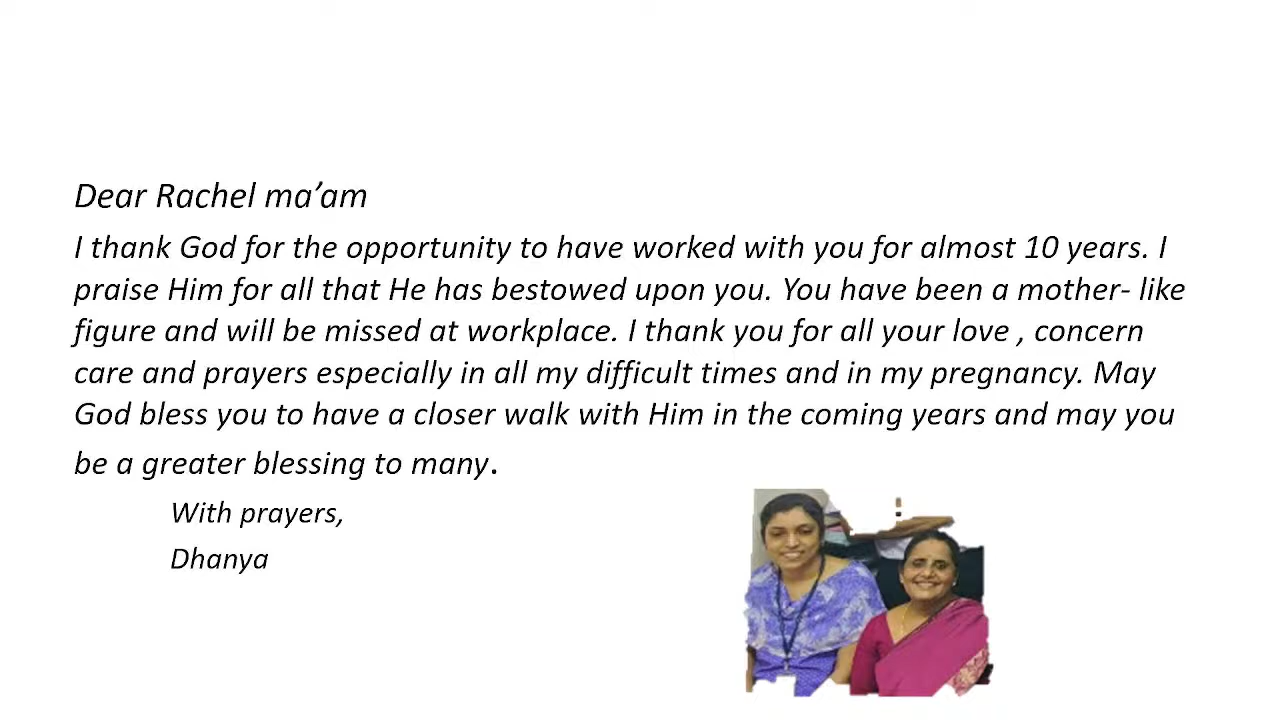 Dear Rachel ma’am
I thank God for the opportunity to have worked with you for almost 10 years. I
praise Him for all that He has bestowed upon you. You have been a mother- like
figure and will be missed at workplace. I thank you for all your love , concern
care and prayers especially in all my difficult times and in my pregnancy. May
God bless you to have a closer walk with Him in the coming years and may you
be a greater blessing to many.
With prayers,
Dhanya